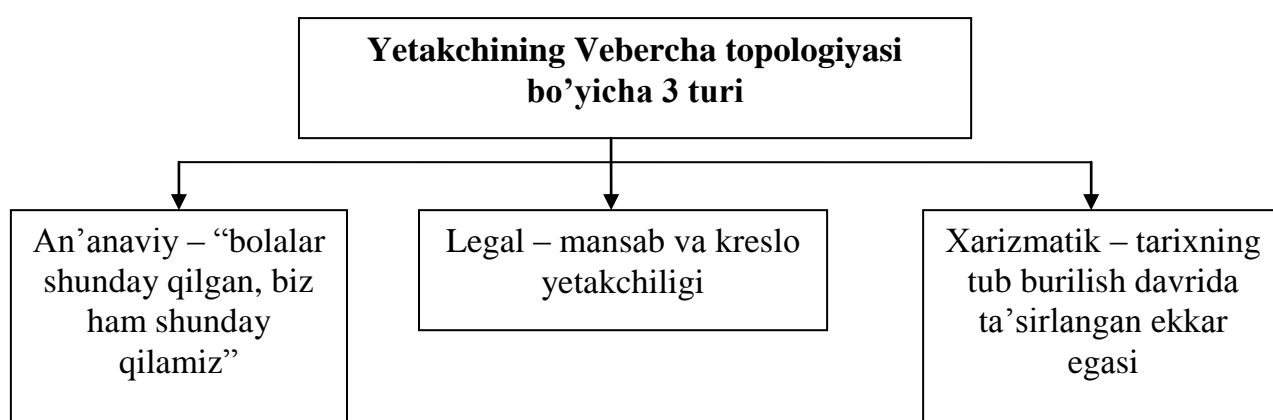 Yetakchining Vebercha topologiyasi
bo’yicha 3 turi
An’anaviy – “bolalar
shunday qilgan, biz
ham shunday
qilamiz”
Legal – mansab va kreslo
yetakchiligi
Xarizmatik – tarixning
tub burilish davrida
ta’sirlangan ekkar
egasi